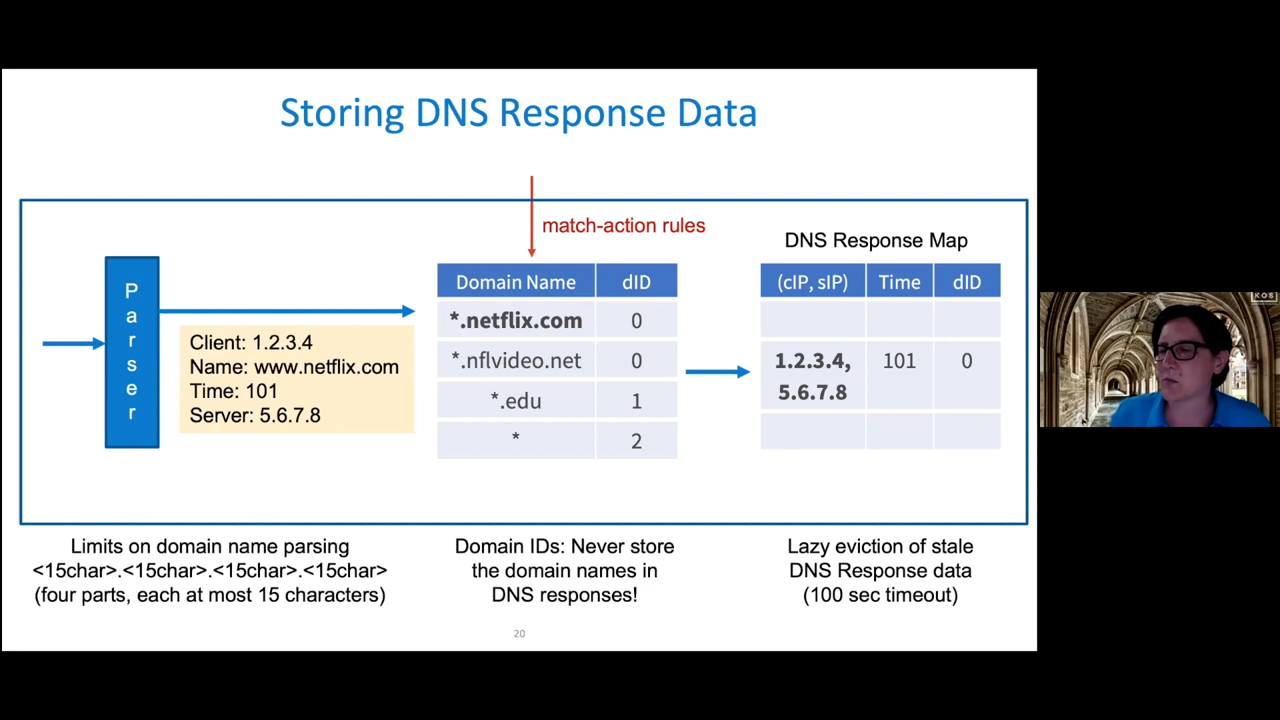 Storing DNS Response Data
match-action rules
DNS Response Map
Parser
Client: 1.2.3.4
Name: www.netflix.com
Time: 101
Server: 5.6.7.8
Domain Name dID
*.netflix.com 0
*.nflvideo.net 0
*.edu 1
* 2
(cIP, sIP) Time dID
1.2.3.4, 101 0
5.6.7.8
Limits on domain name parsing
<15char>.<15char>.<15char>.<15char>
(four parts, each at most 15 characters)
Domain IDs: Never store
the domain names in
DNS responses!
Lazy eviction of stale
DNS Response data
(100 sec timeout)
20
KOS